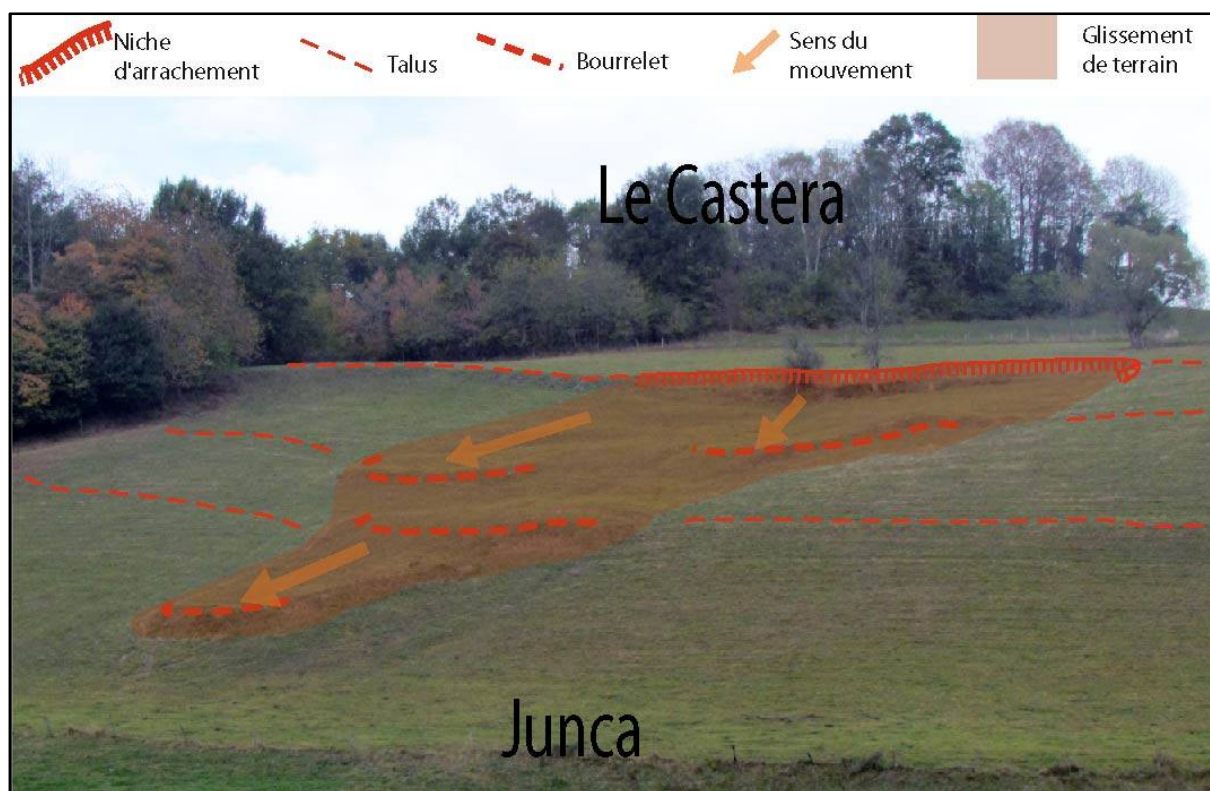 Niche
d'arrachement
Talus
Bourrelet
Sens du
mouvement
Glissement
de terrain
Le Castera
Junca